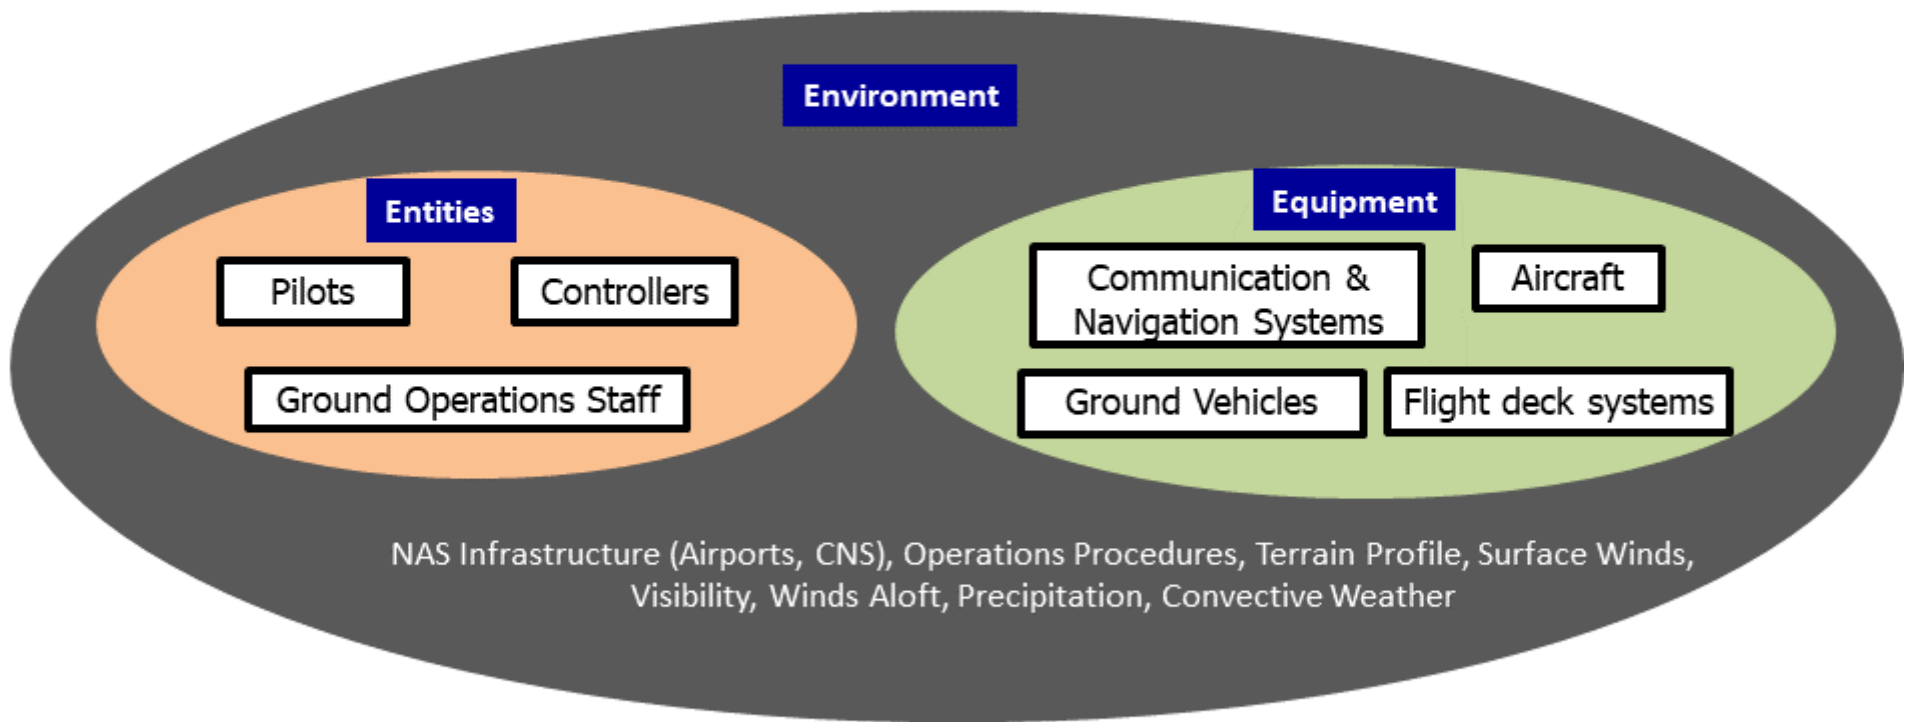 Environment
Entities
Equipment
Pilots
Controllers
Communication &
Navigation Systems
Aircraft
Ground Operations Staff
Ground Vehicles
Flight deck systems
NAS Infrastructure (Airports, CNS), Operations Procedures, Terrain Profile, Surface Winds,
Visibility, Winds Aloft, Precipitation, Convective Weather